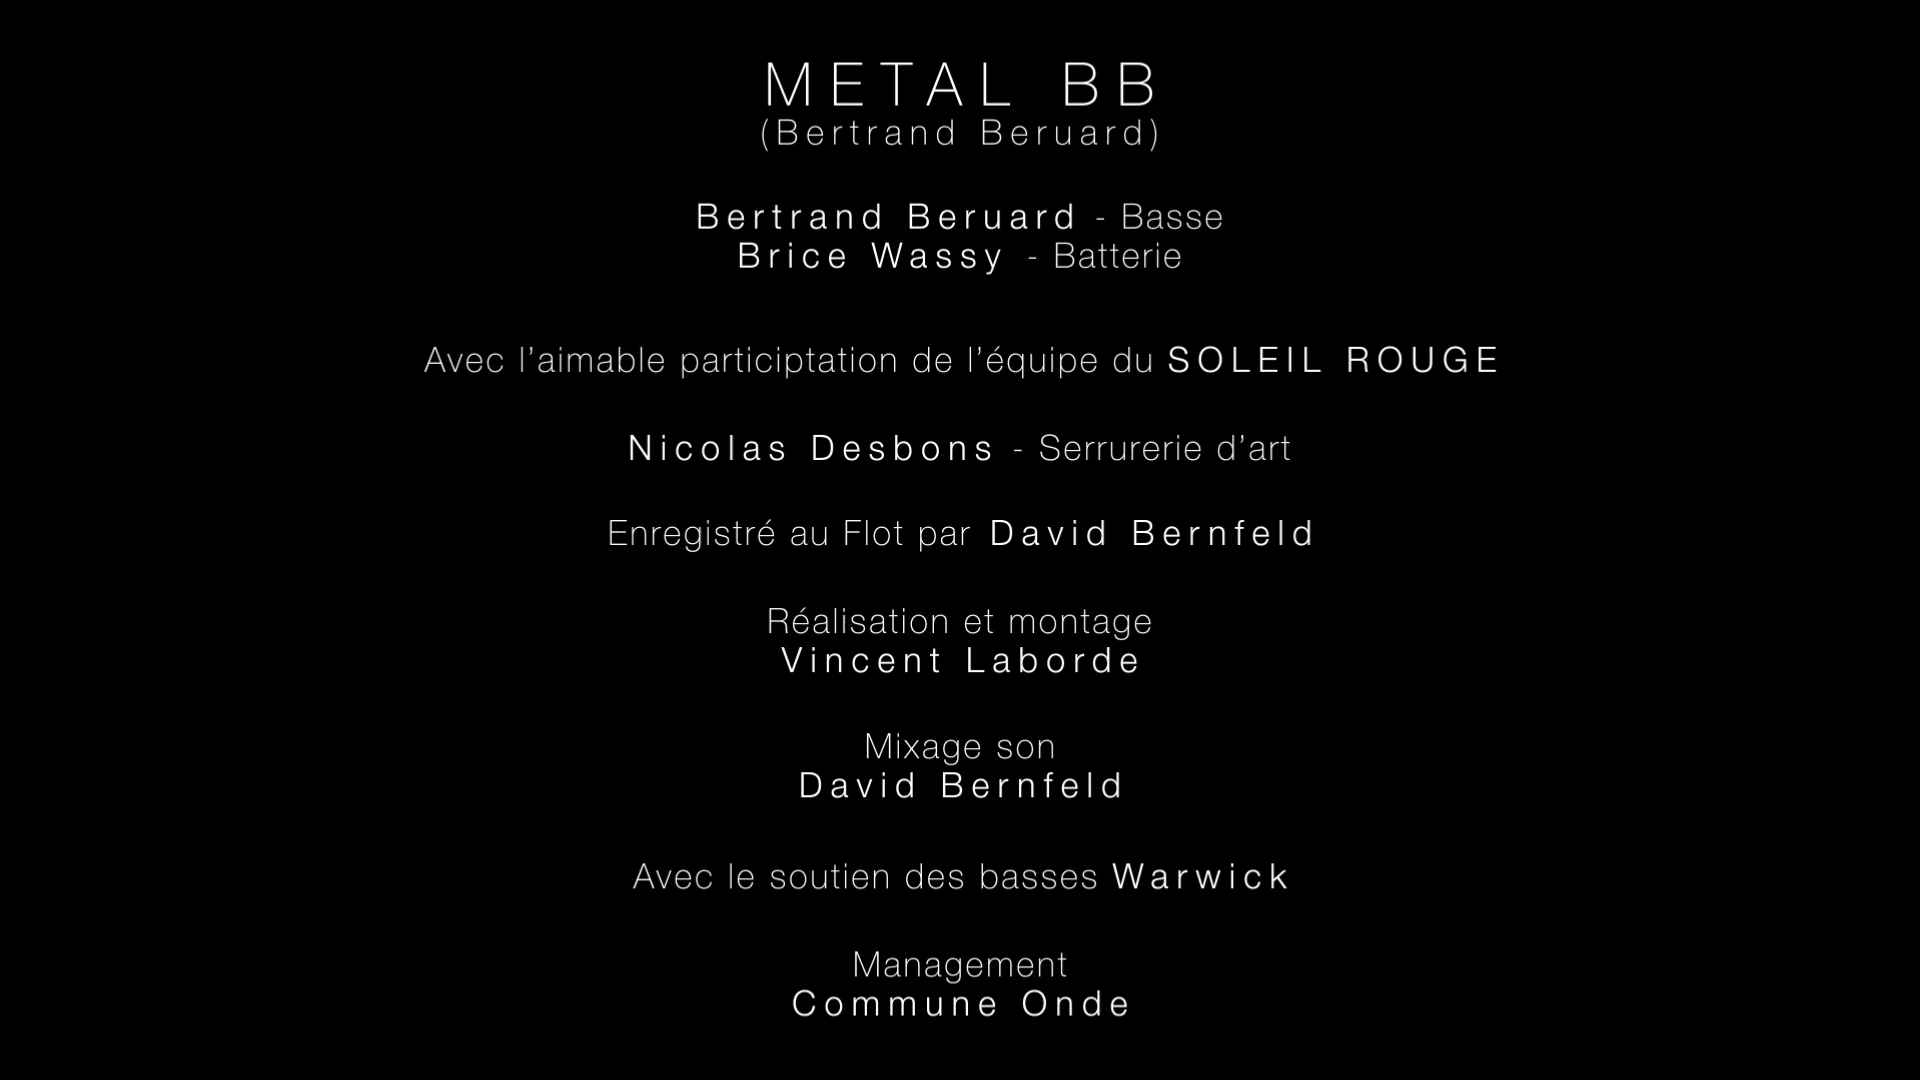 METAL BB
(Bertrand Beruard)
Bertrand Beruard - Basse
Brice Wassy - Batterie
Avec l’aimable particiption de l’équipe du SOLEIL ROUGE
Nicolas Desbons - Serrurerie d’art
Enregistré au Flot par David Bernfeld
Réalisation et montage
Vincent Laborde
Mixage son
David Bernfeld
Avec le soutien des basses Warwick
Management
Commune Onde